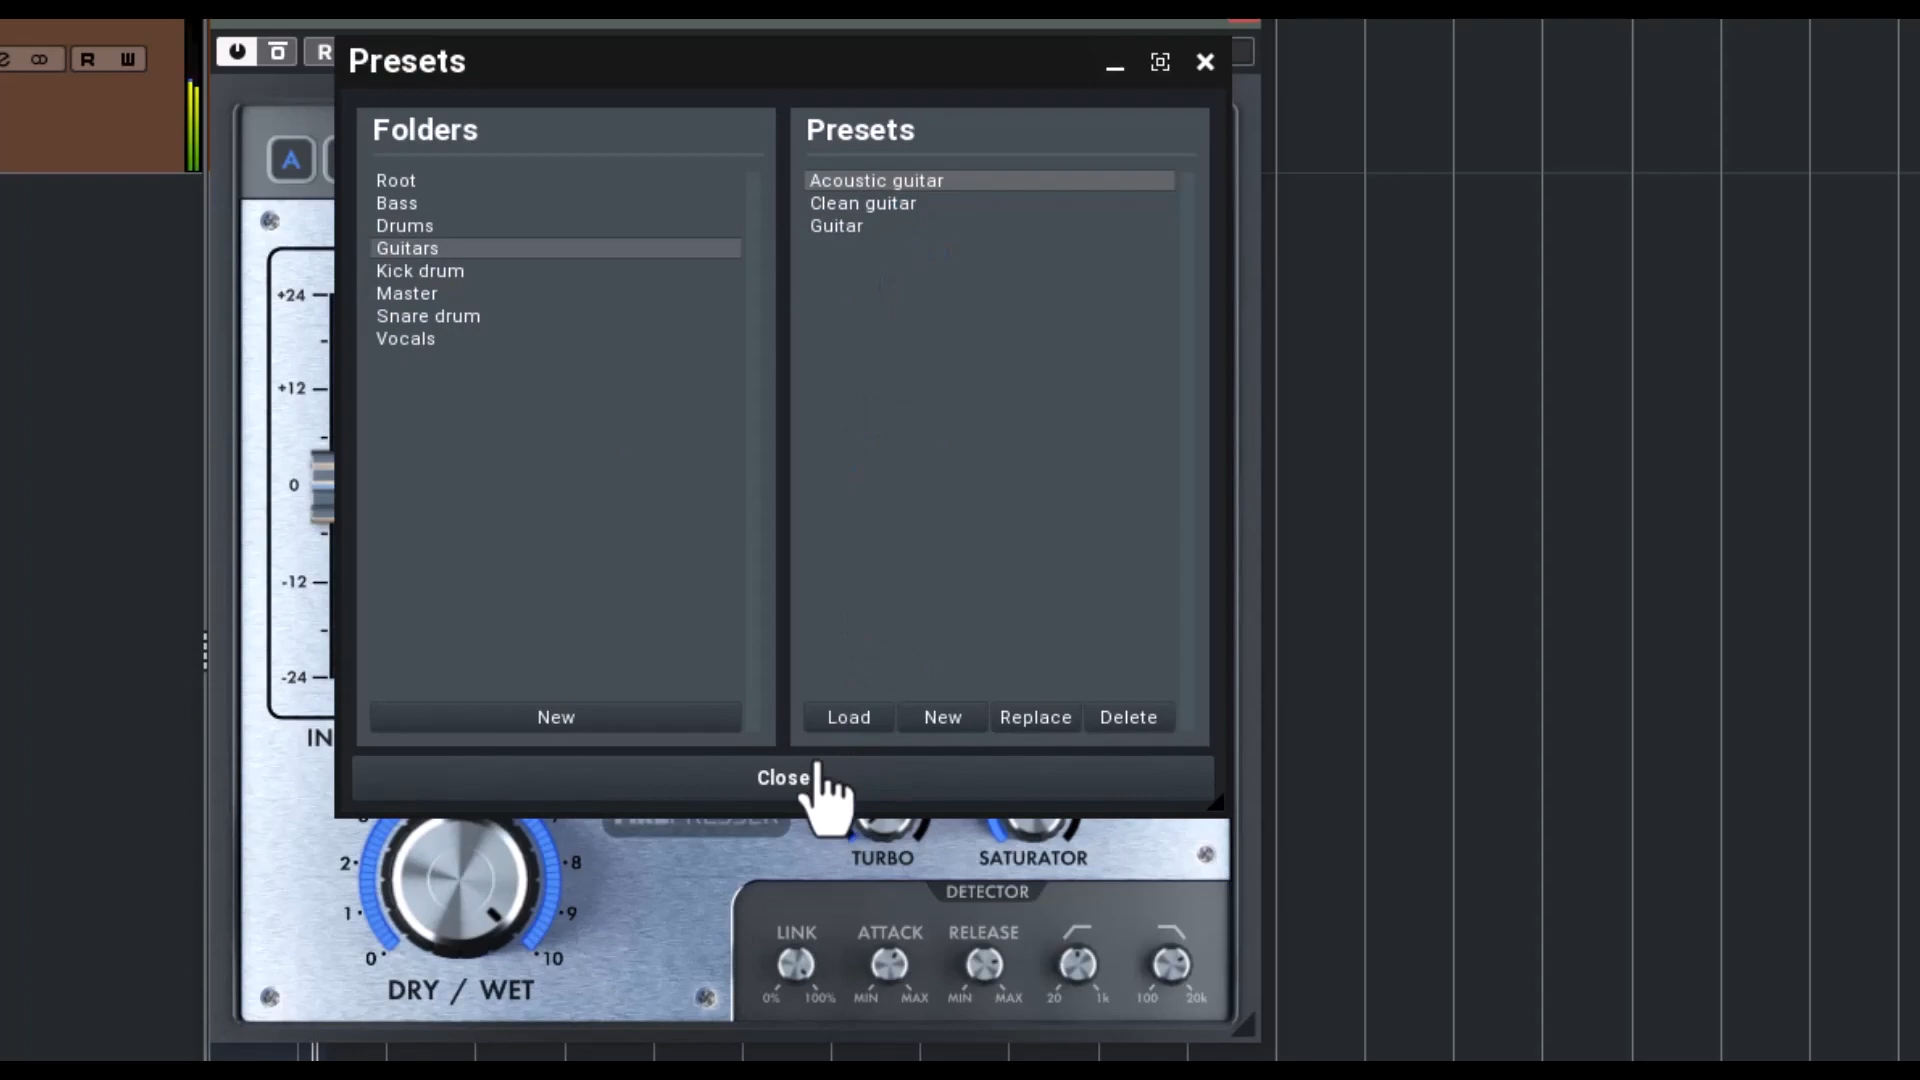 R W
R
Presets
Folders
Root
Bass
Drums
Guitars
Kick drum
Master
Snare drum
Vocals
New
Presets
Acoustic guitar
Clean guitar
Guitar
Load New Replace Delete
Close
A
+24
+12
0
-12
-24
IN
2 8
1 9
0 10
DRY / WET
TURBO SATURATOR
DETECTOR
LINK ATTACK RELEASE
0% 100% MIN MAX MIN MAX 20 1k 100 20k